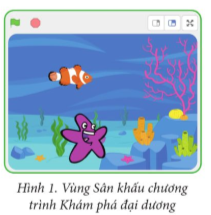 Hình 1. Vùng Sân khấu chương
trình Khám phá đại dương